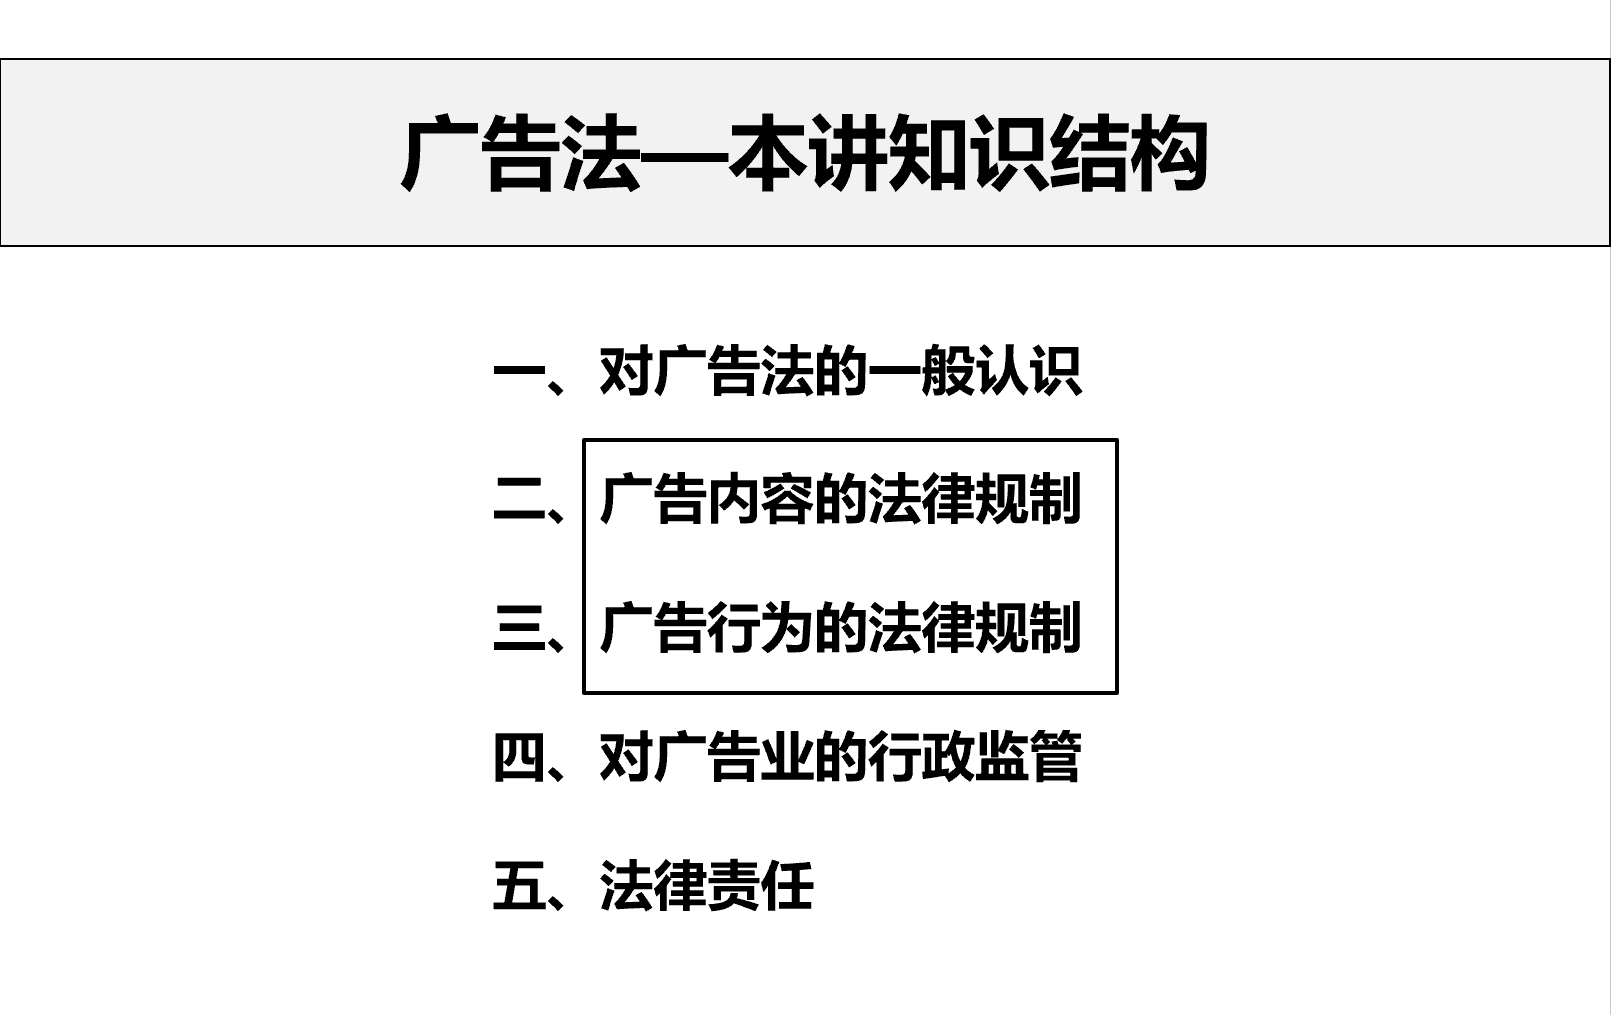 广告法—本讲知识结构
一、对广告法的一般认识
二、广告内容的法律规制
三、广告行为的法律规制
四、对广告业的行政监管
五、法律责任